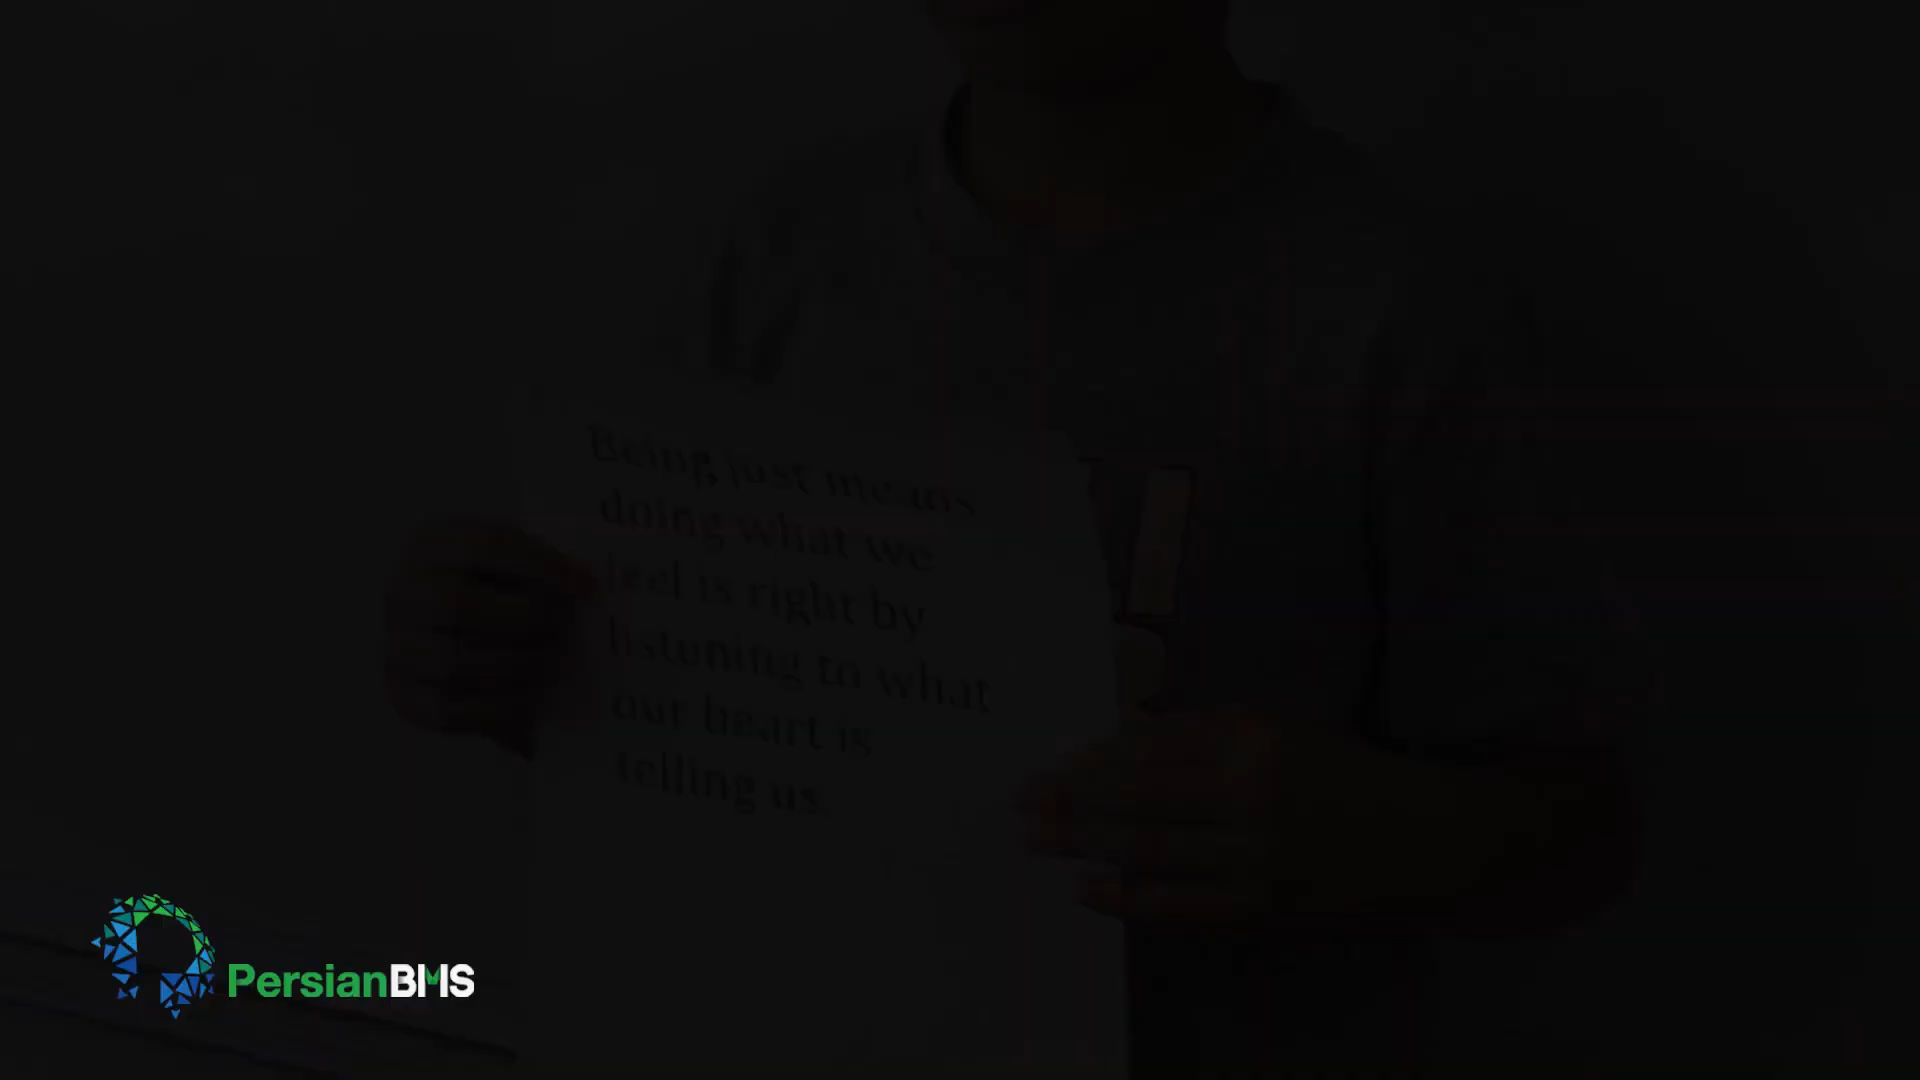 Being just means
doing what we
feel is right by
listening to what
our heart is
telling us.
PersianBMS